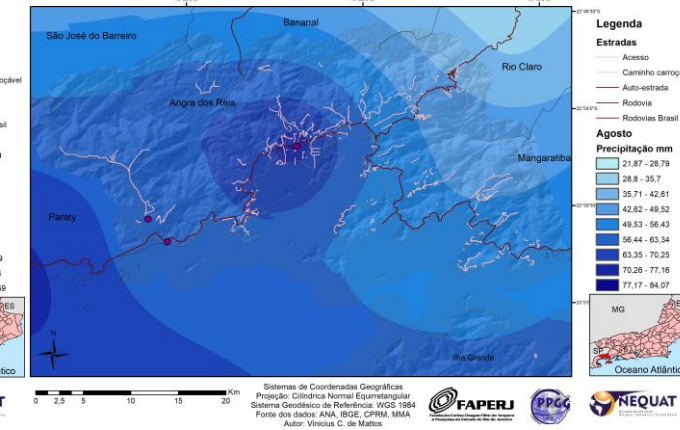 Bananal
São José do Barreiro
Rio Claro
Angra dos Reis
Mangaratiba
Paraty
Ilha Grande
N
Legenda
Estradas
Acesso
Caminho carroçá
Auto-estrada
Rodovia
Rodovias Brasil
Agosto
Precipitação mm
21,87 - 28,79
28,8 - 35,7
35,71 - 42,61
42,62 - 49,52
49,53 - 56,43
56,44 - 63,34
63,35 - 70,25
70,26 - 77,16
77,17 - 84,07
MG
SP
Oceano Atlânti
ES
0 2,5 5 10 15 20 Km
Sistemas de Coordenadas Geográficas
Projeção: Cilíndrica Normal Equirretangular
Sistema Geodésico de Referência: WGS 1984
Fonte dos dados: ANA, IBGE, CPRM, MMA
Autor: Vinicius C. de Mattos
FAPERJ
PPGG
NEQUAT